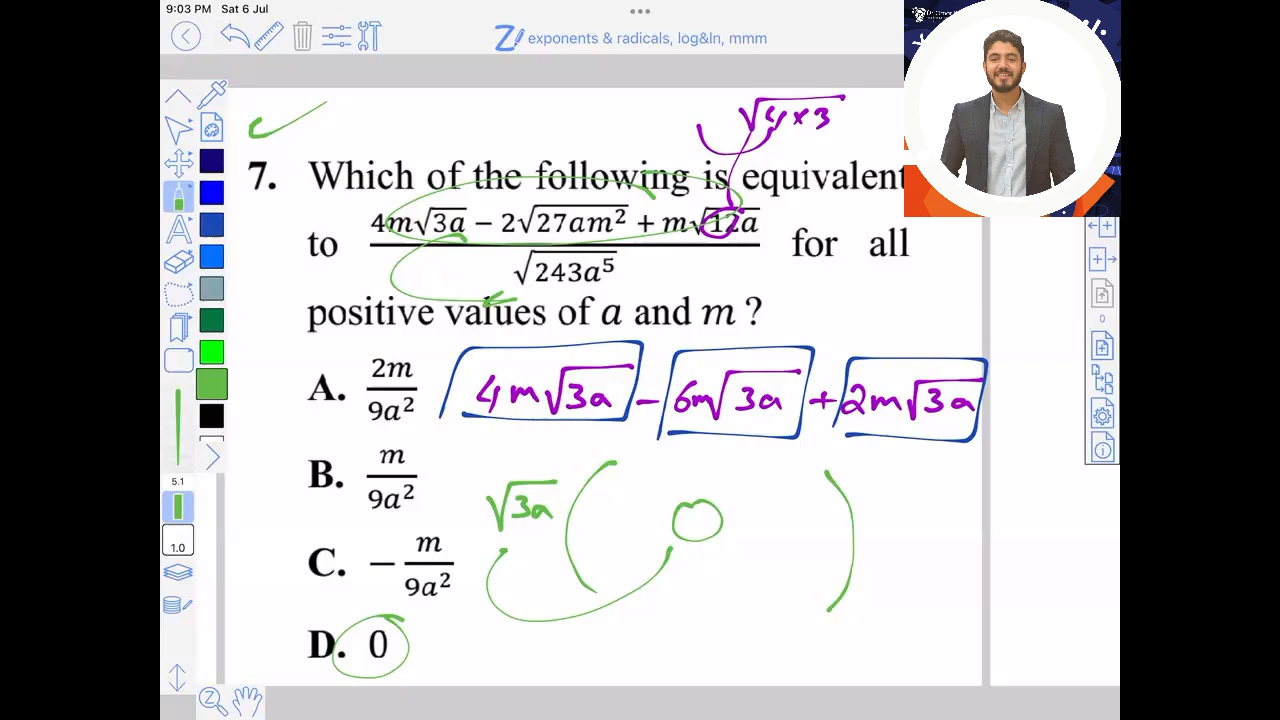 9:03 PM Sat 6 Jul
exponents & radicals, log&ln, mmm
√4×3
7. Which of the following is equivalent
to (4m√3a − 2√27am² + m√12a)/√243a⁵ for all
positive values of a and m ?
A. 2m/9a²
4m√3a − 6m√3a + 2m√3a
B. m/9a²
√3a ( 0 )
C. − m/9a²
D. 0
5.1
1.0
0